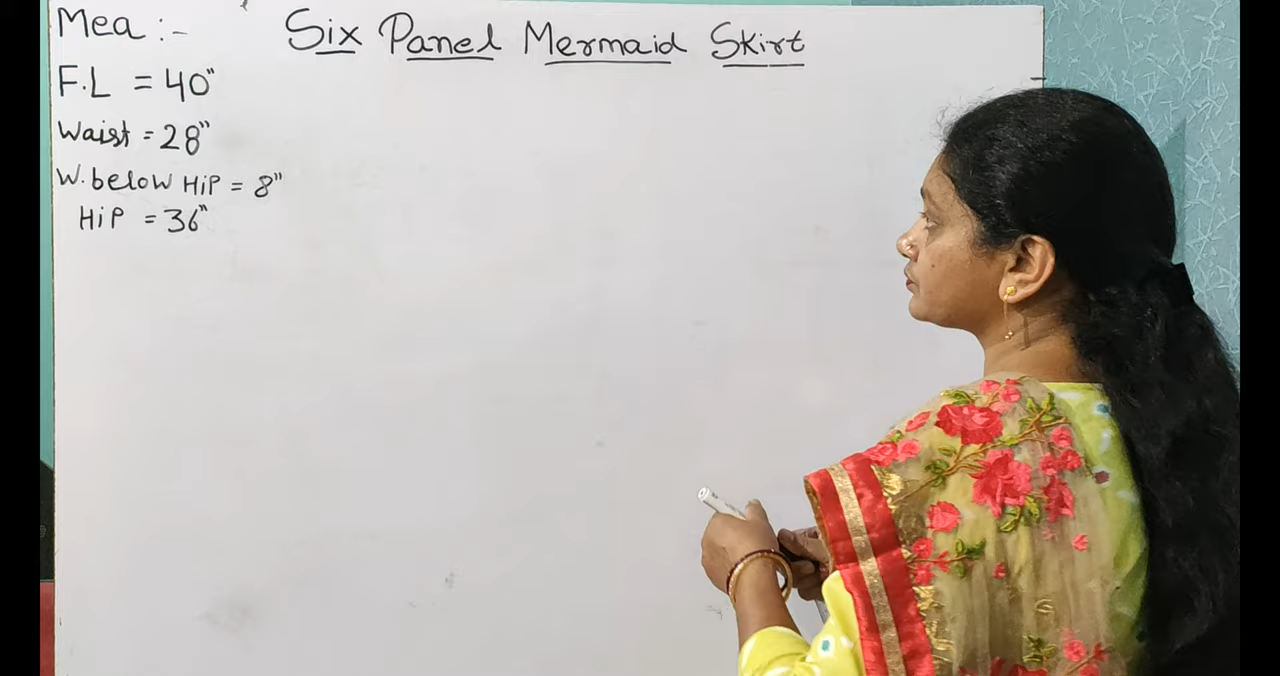 Six Panel Mermaid Skirt
Mea :-
F.L = 40"
Waist = 28"
W. below HiP = 8"
HiP = 36"